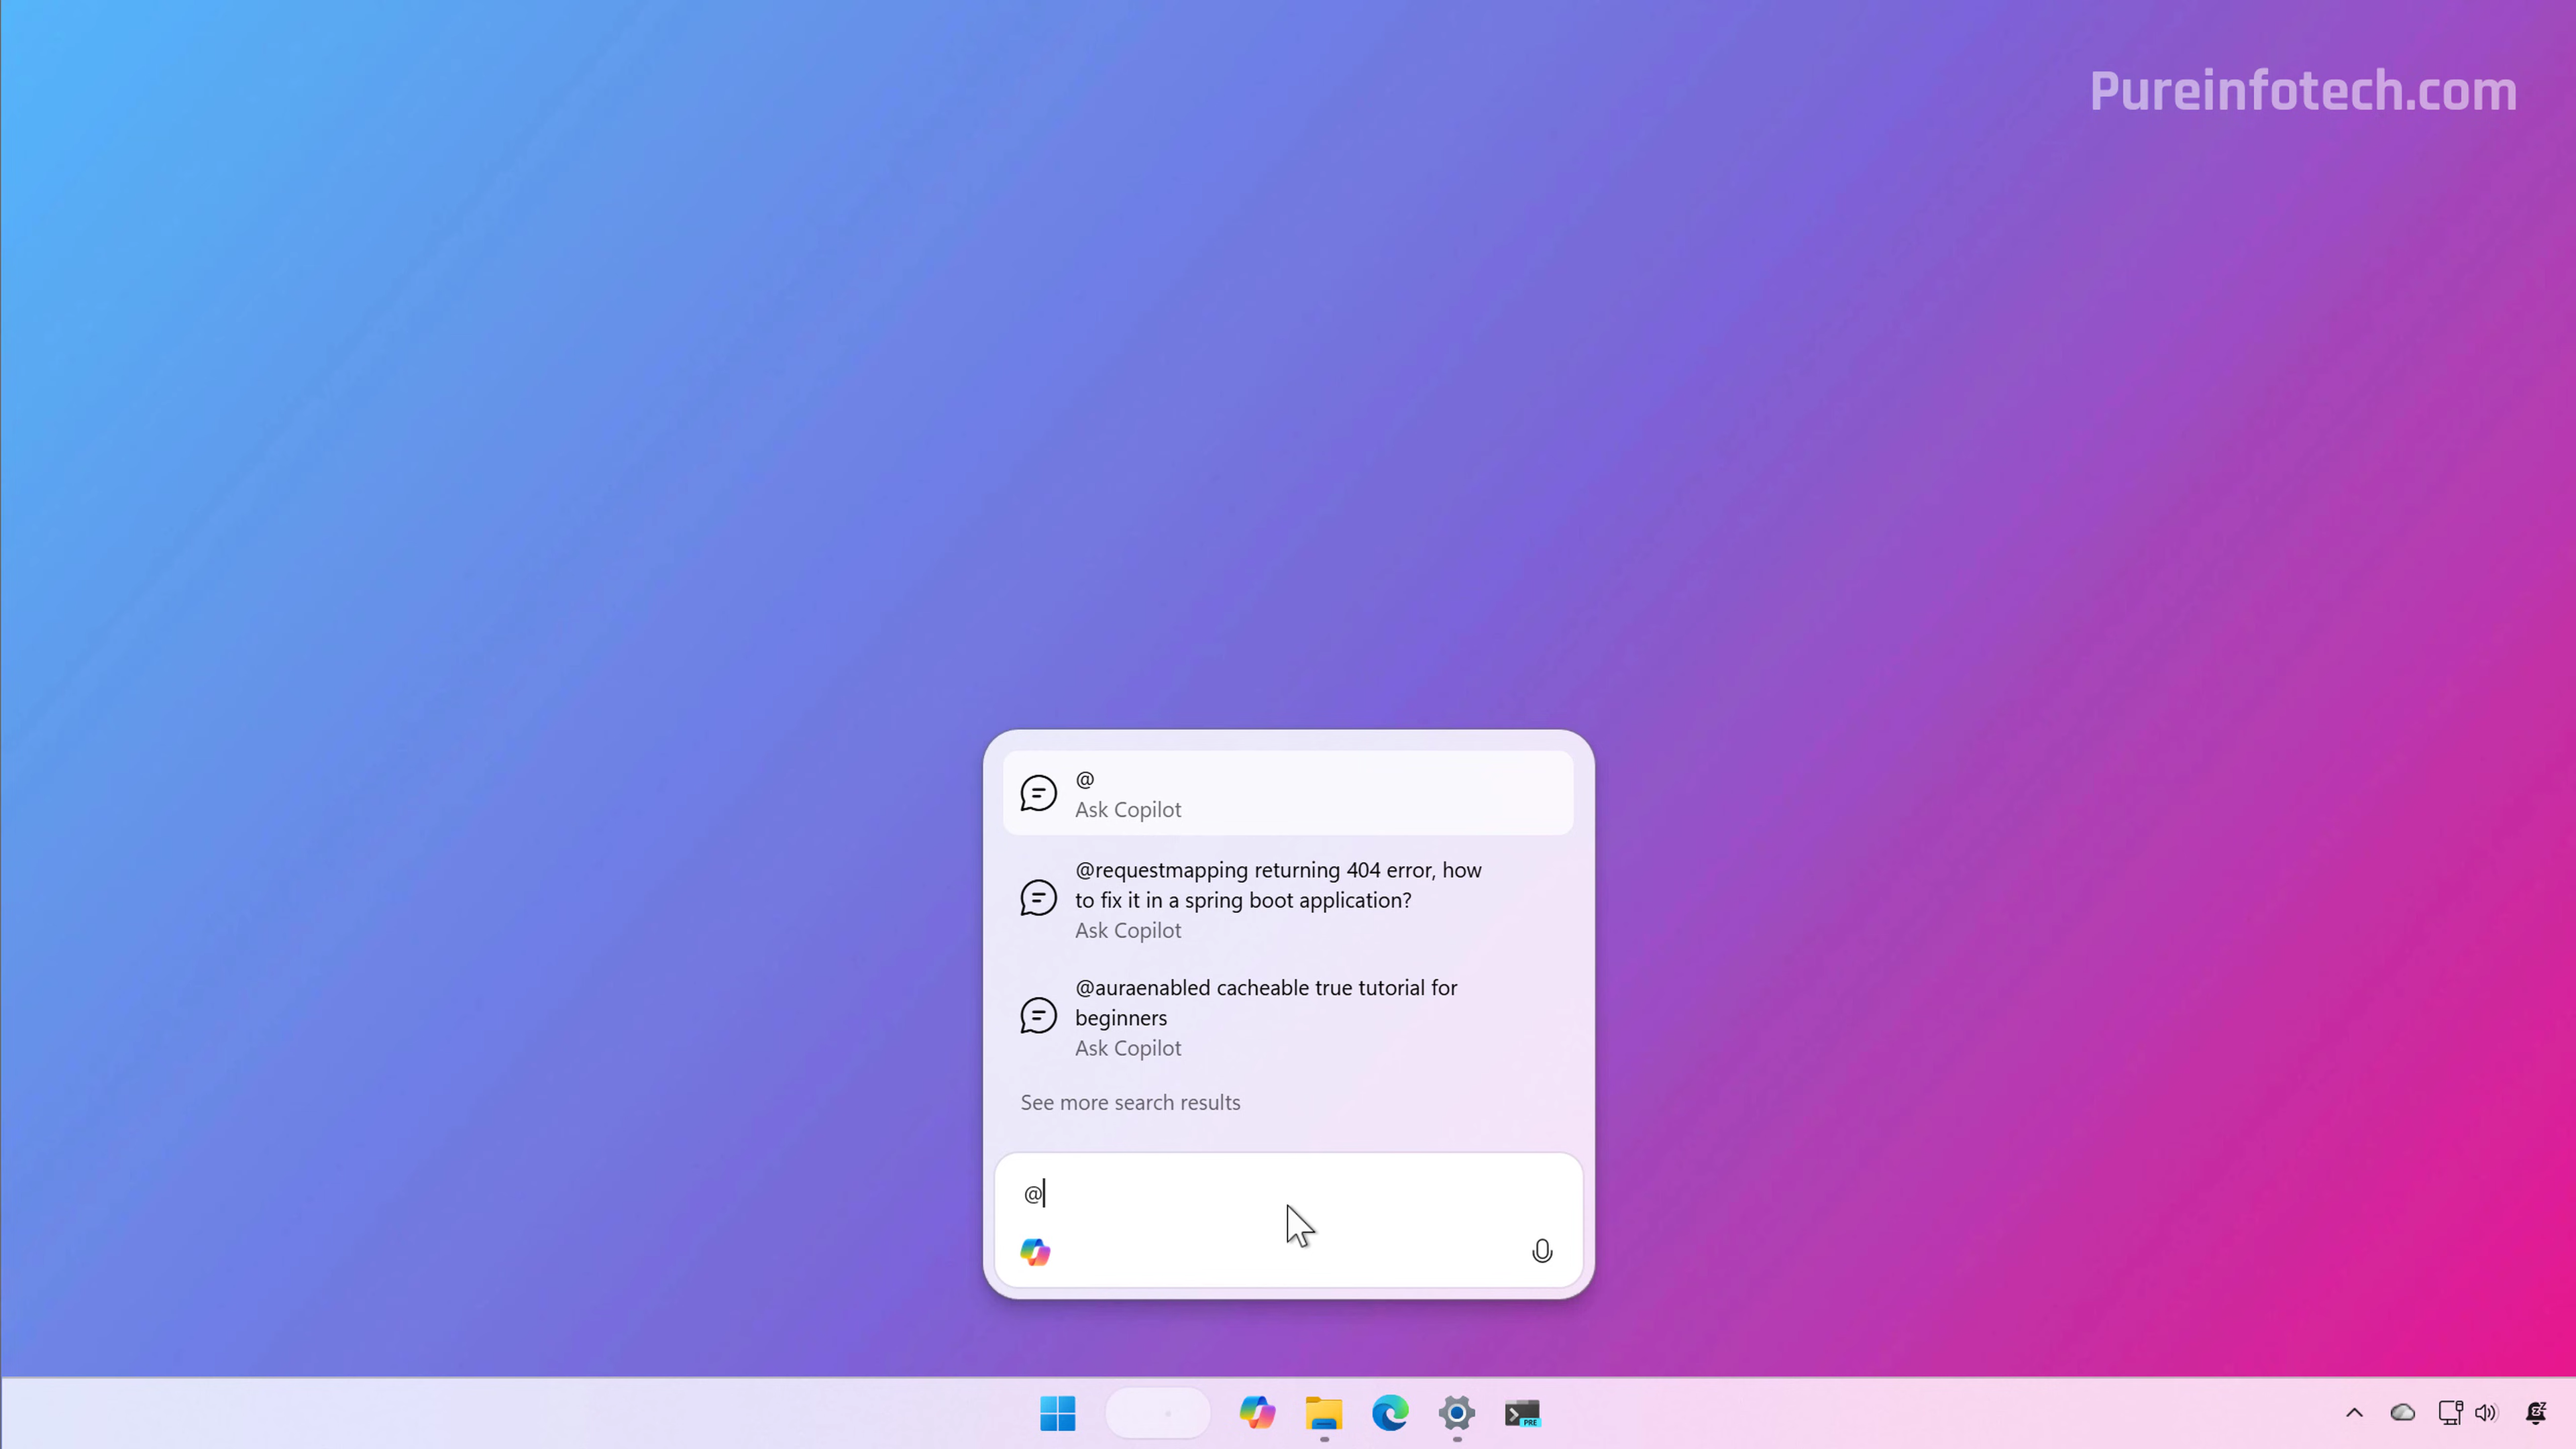 Pureinfotech.com
@
Ask Copilot
@requestmapping returning 404 error, how
to fix it in a spring boot application?
Ask Copilot
@auraenabled cacheable true tutorial for
beginners
Ask Copilot
See more search results
@
PRE